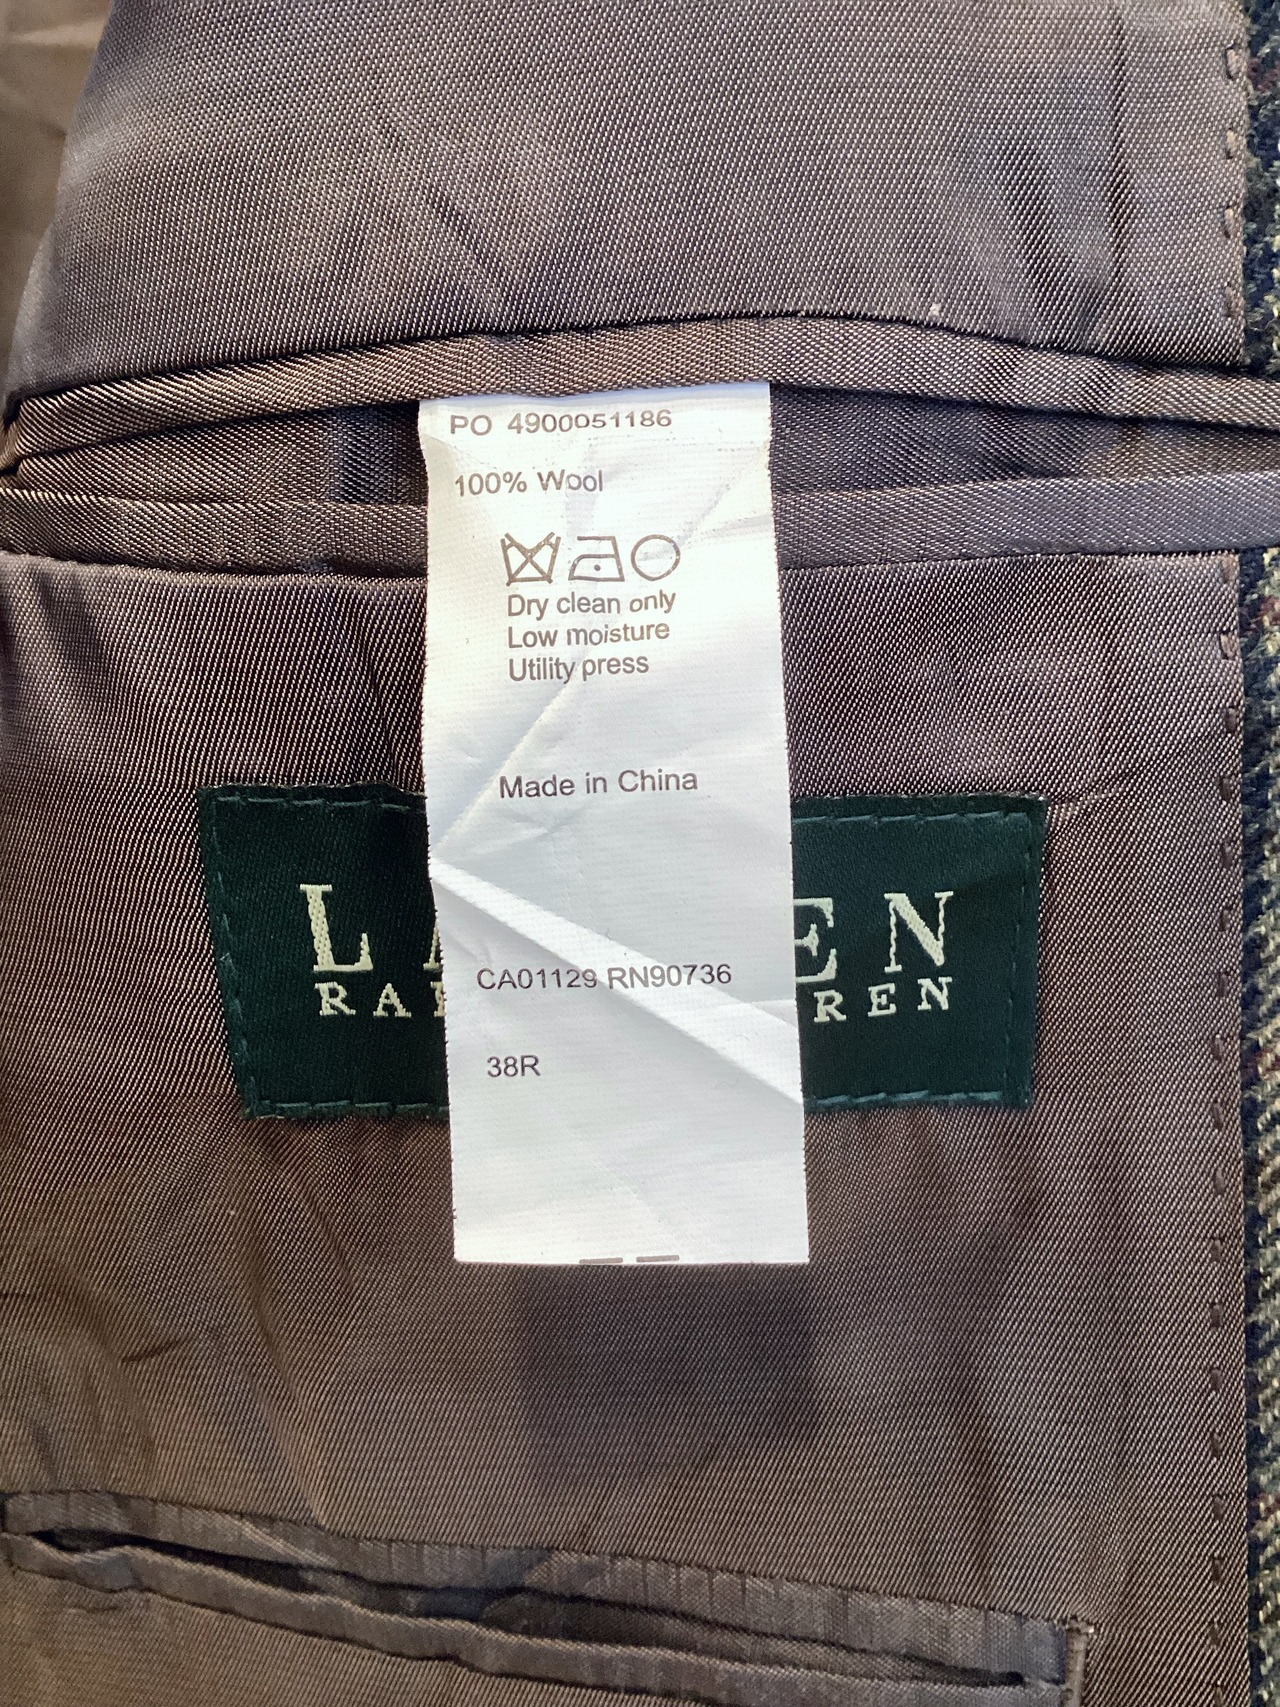 PO 4900051186
100% Wool
Dry clean only
Low moisture
Utility press
Made in China
L EN
RA REN
CA01129 RN90736
38R